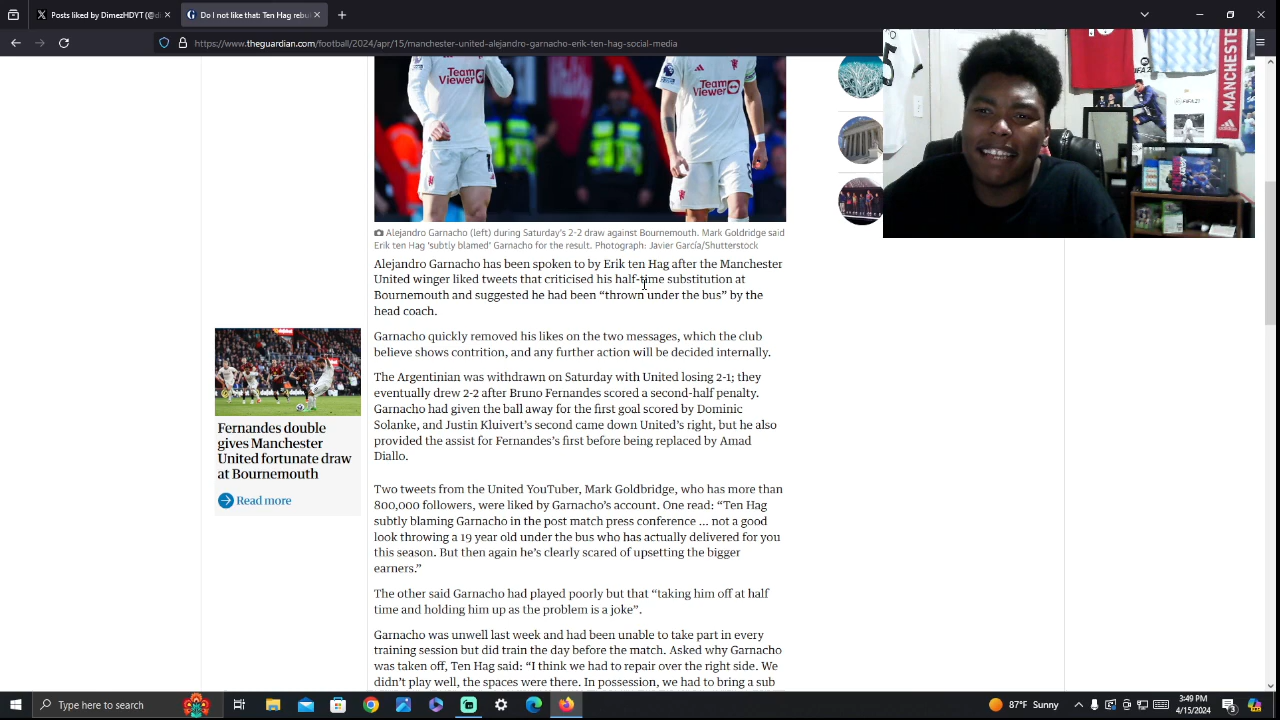 Posts liked by DimezHDYT (@di
Do I not like that: Ten Hag rebul
https://www.theguardian.com/football/2024/apr/15/manchester-united-alejandro-garnacho-erik-ten-hag-social-media
Team
Viewer
Team
Viewer
FIFA 21
MANCHESTER
Alejandro Garnacho (left) during Saturday's 2-2 draw against Bournemouth. Mark Goldridge said
Erik ten Hag 'subtly blamed' Garnacho for the result. Photograph: Javier García/Shutterstock
Alejandro Garnacho has been spoken to by Erik ten Hag after the Manchester
United winger liked tweets that criticised his half-time substitution at
Bournemouth and suggested he had been “thrown under the bus” by the
head coach.
Garnacho quickly removed his likes on the two messages, which the club
believe shows contrition, and any further action will be decided internally.
The Argentinian was withdrawn on Saturday with United losing 2-1; they
eventually drew 2-2 after Bruno Fernandes scored a second-half penalty.
Garnacho had given the ball away for the first goal scored by Dominic
Solanke, and Justin Kluivert’s second came down United’s right, but he also
provided the assist for Fernandes’s first before being replaced by Amad
Diallo.
Fernandes double
gives Manchester
United fortunate draw
at Bournemouth
Read more
Two tweets from the United YouTuber, Mark Goldbridge, who has more than
800,000 followers, were liked by Garnacho’s account. One read: “Ten Hag
subtly blaming Garnacho in the post match press conference ... not a good
look throwing a 19 year old under the bus who has actually delivered for you
this season. But then again he’s clearly scared of upsetting the bigger
earners.”
The other said Garnacho had played poorly but that “taking him off at half
time and holding him up as the problem is a joke”.
Garnacho was unwell last week and had been unable to take part in every
training session but did train the day before the match. Asked why Garnacho
was taken off, Ten Hag said: “I think we had to repair over the right side. We
didn’t play well, the spaces were there. In possession, we had to bring a sub
Type here to search
87°F Sunny
3:49 PM
4/15/2024